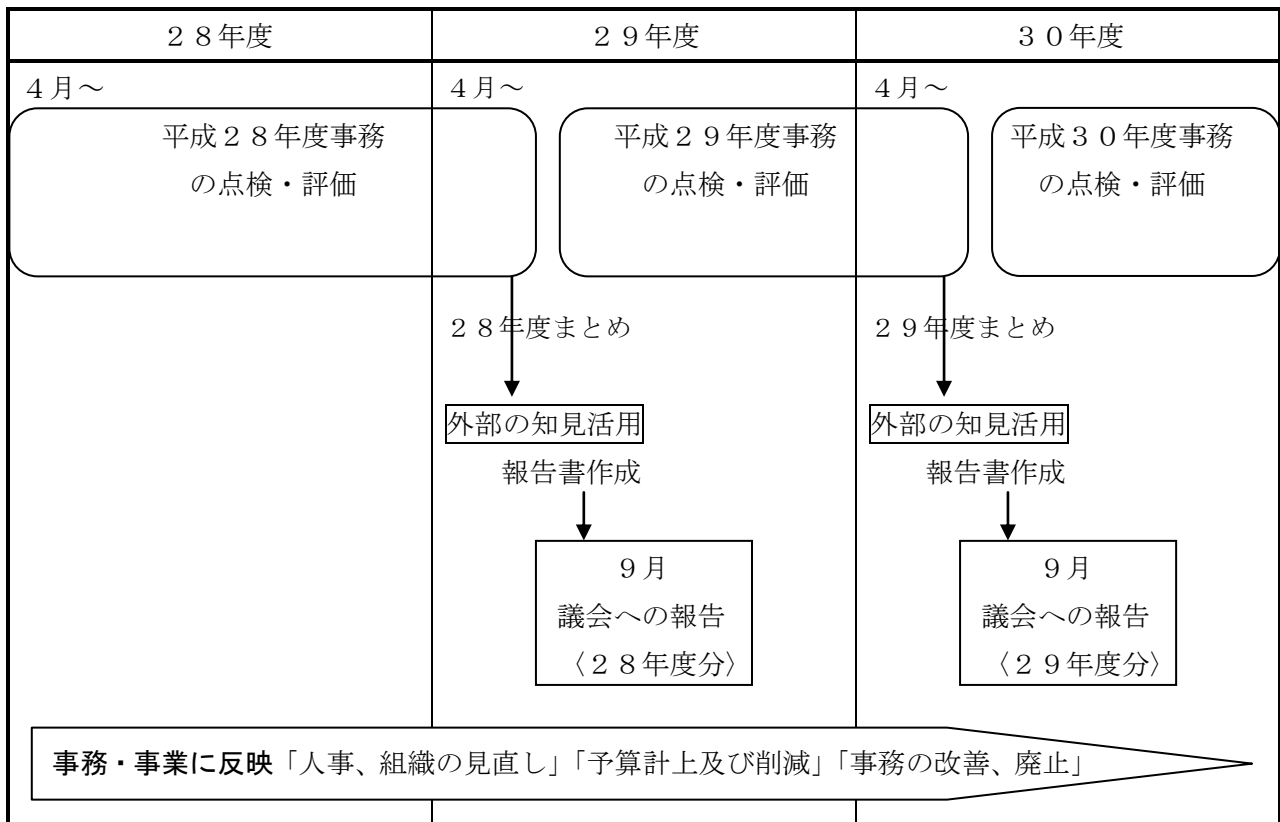 ２８年度
２９年度
３０年度
４月～
４月～
４月～
平成２８年度事務
の点検・評価
平成２９年度事務
の点検・評価
平成３０年度事務
の点検・評価
２８年度まとめ
２９年度まとめ
外部の知見活用
外部の知見活用
報告書作成
報告書作成
９月
議会への報告
〈２８年度分〉
９月
議会への報告
〈２９年度分〉
事務・事業に反映「人事、組織の見直し」「予算計上及び削減」「事務の改善、廃止」